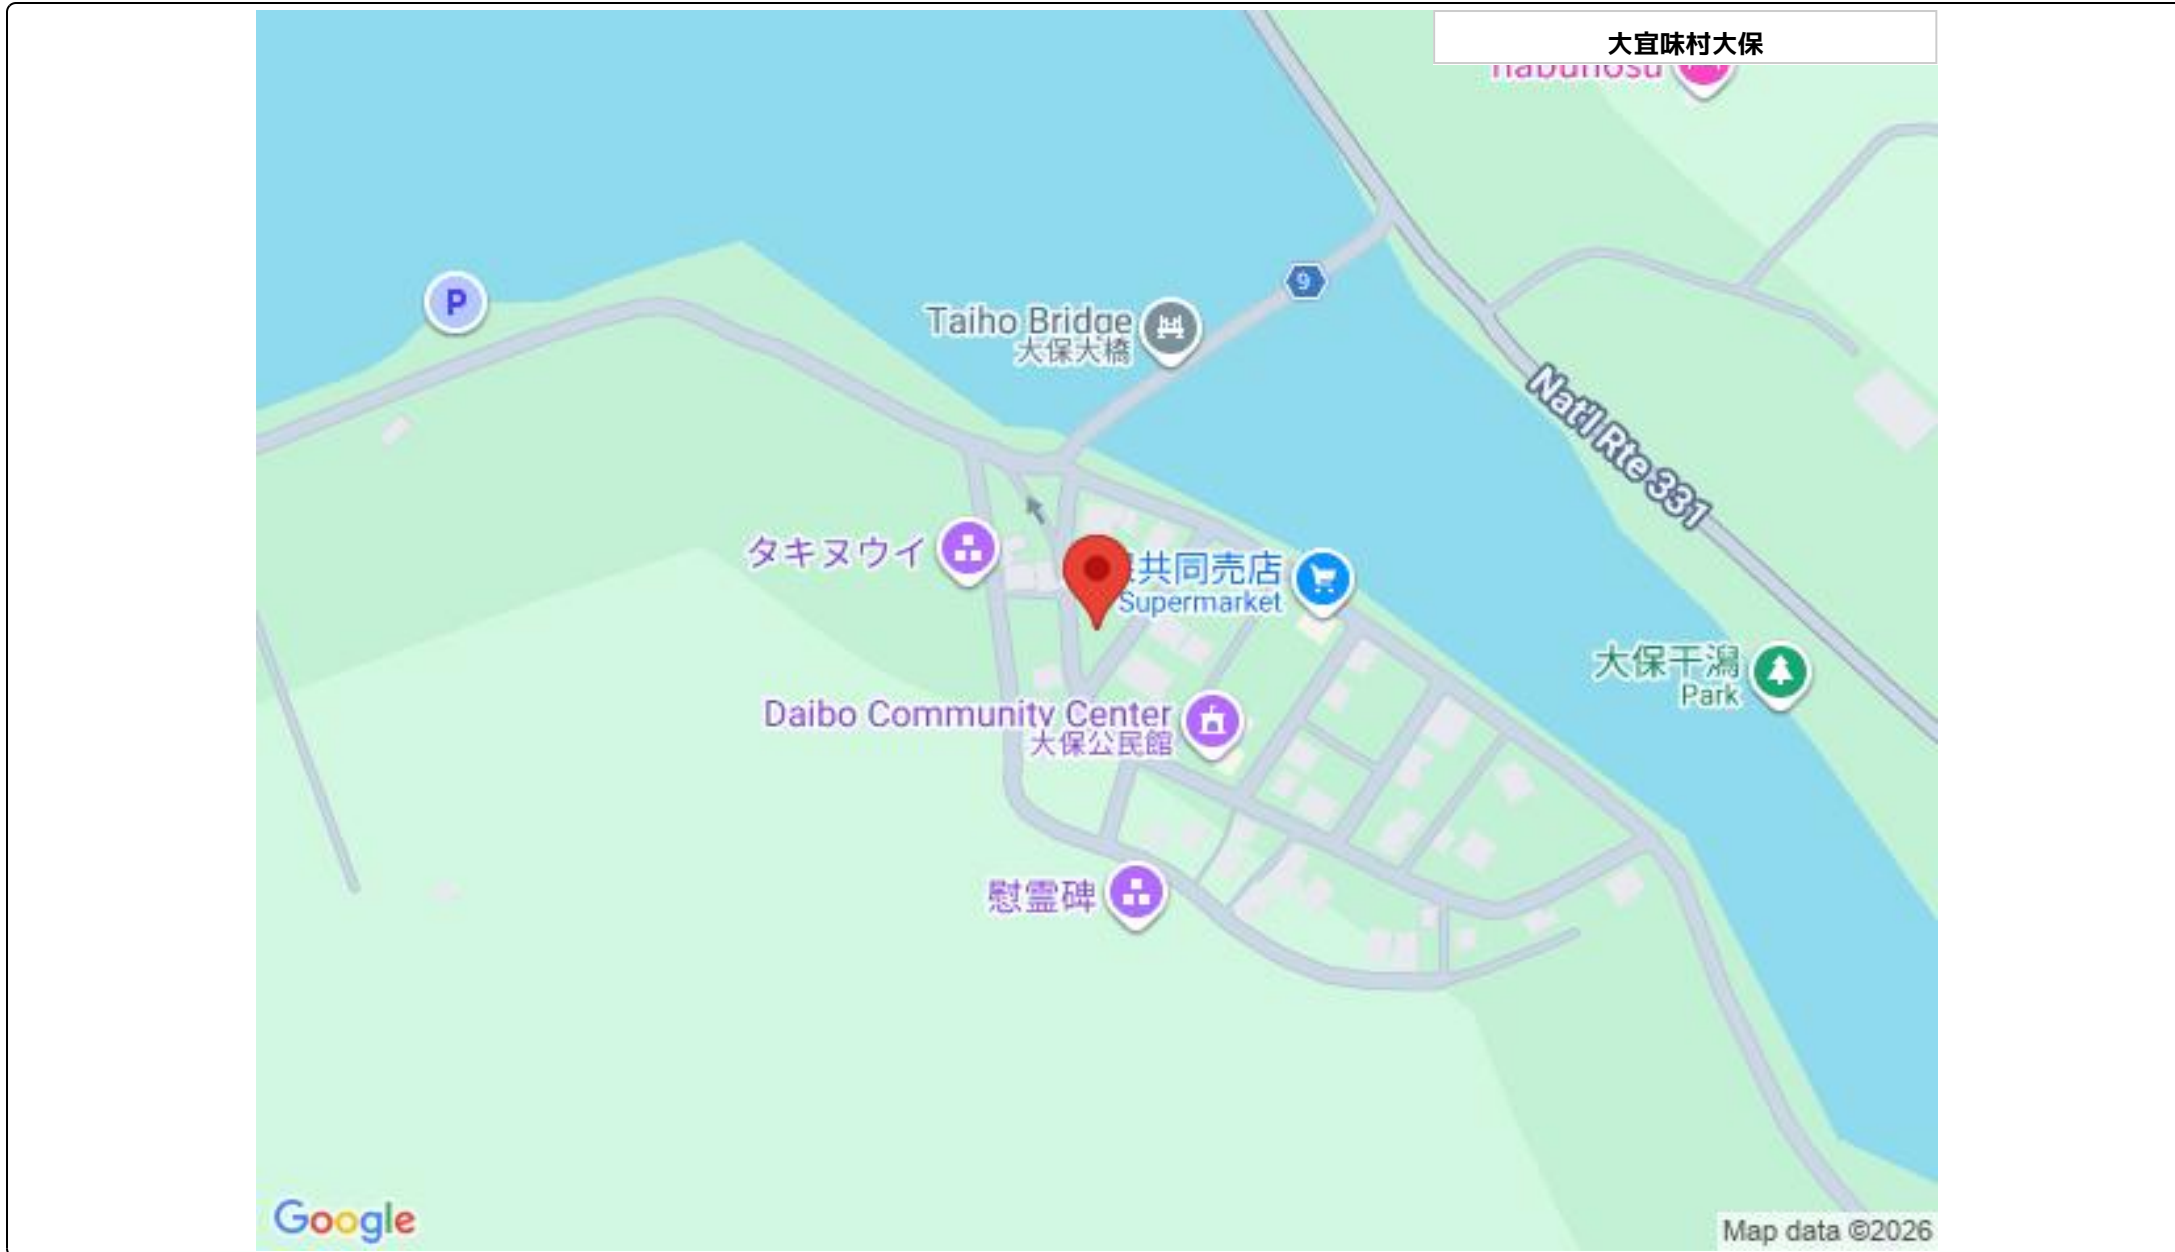 大宜味村大保
9
P
Taiho Bridge
大保大橋
Nat'l Rte 331
タキヌウイ
共同売店
Supermarket
大保干潟
Park
Daibo Community Center
大保公民館
慰霊碑
Google
Map data ©2026